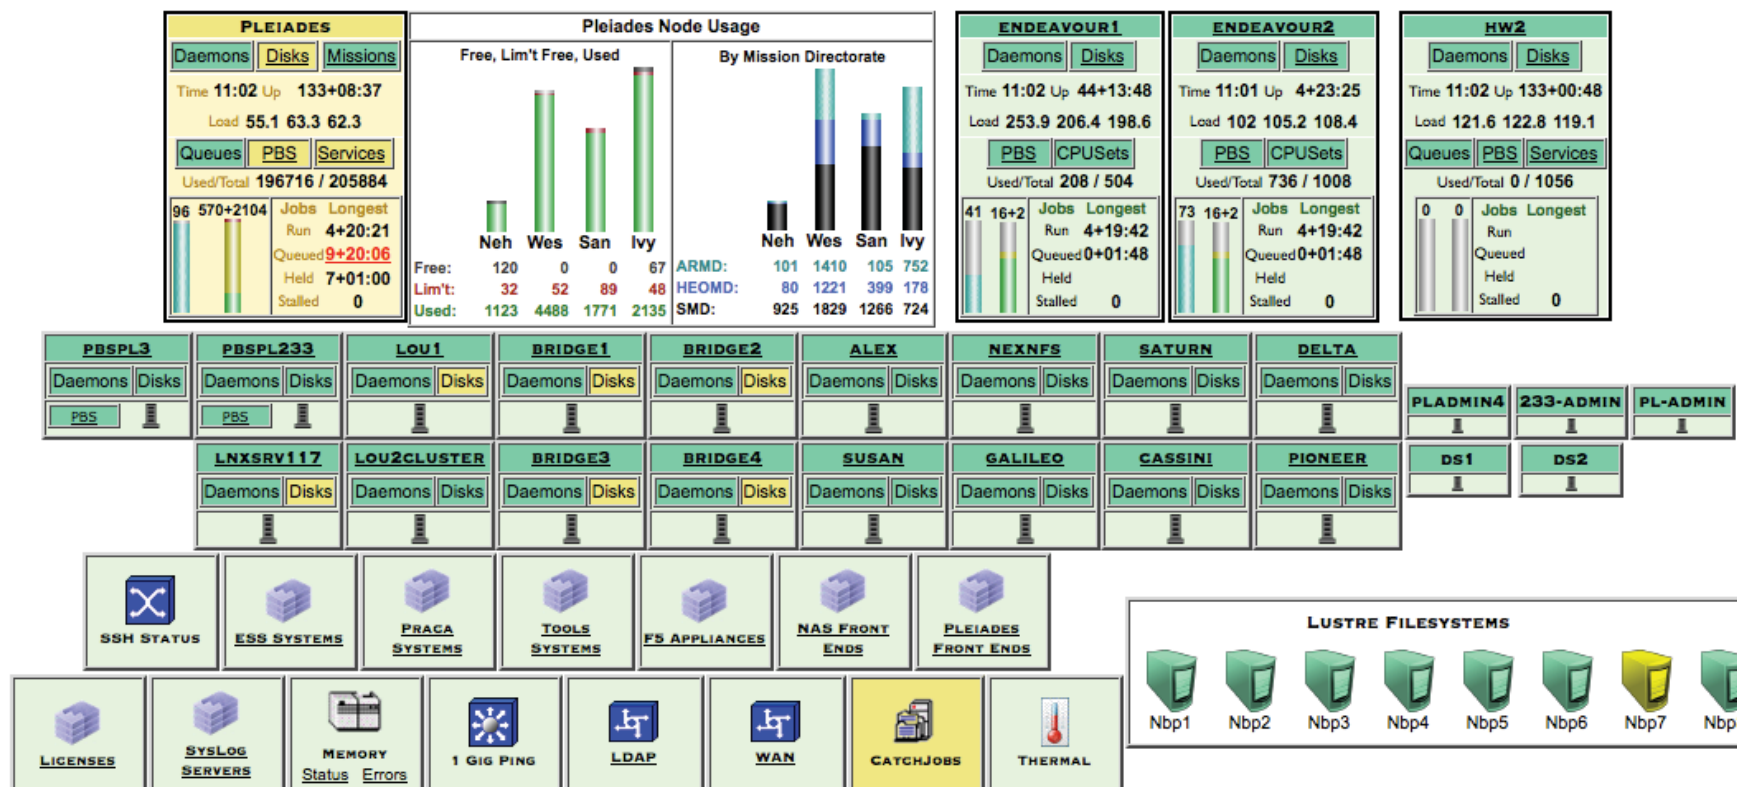 PLEIADES
Daemons Disks Missions
Time 11:02 Up 133+08:37
Load 55.1 63.3 62.3
Queues PBS Services
Used/Total 196716 / 205884
96 570+2104 Jobs Longest
Run 4+20:21
Queued 9+20:06
Held 7+01:00
Stalled 0
Pleiades Node Usage
Free, Lim't Free, Used
Neh Wes San Ivy
Free: 120 0 0 67
Lim't: 32 52 89 48
Used: 1123 4488 1771 2135
By Mission Directorate
Neh Wes San Ivy
ARMD: 101 1410 105 752
HEOMD: 80 1221 399 178
SMD: 925 1829 1266 724
ENDEAVOUR1
Daemons Disks
Time 11:02 Up 44+13:48
Load 253.9 206.4 198.6
PBS CPUSets
Used/Total 208 / 504
41 16+2 Jobs Longest
Run 4+19:42
Queued 0+01:48
Held
Stalled 0
ENDEAVOUR2
Daemons Disks
Time 11:01 Up 4+23:25
Load 102 105.2 108.4
PBS CPUSets
Used/Total 736 / 1008
73 16+2 Jobs Longest
Run 4+19:42
Queued 0+01:48
Held
Stalled 0
HW2
Daemons Disks
Time 11:02 Up 133+00:48
Load 121.6 122.8 119.1
Queues PBS Services
Used/Total 0 / 1056
0 0 Jobs Longest
Run
Queued
Held
Stalled 0
PBSPL3 PBSPL233 LOU1 BRIDGE1 BRIDGE2 ALEX NEXNFS SATURN DELTA
Daemons Disks Daemons Disks Daemons Disks Daemons Disks Daemons Disks Daemons Disks Daemons Disks Daemons Disks Daemons Disks
PBS PBS
PLADMIN4 233-ADMIN PL-ADMIN
LNXSRV117 LOU2CLUSTER BRIDGE3 BRIDGE4 SUSAN GALILEO CASSINI PIONEER
DS1 DS2
Daemons Disks Daemons Disks Daemons Disks Daemons Disks Daemons Disks Daemons Disks Daemons Disks Daemons Disks
SSH STATUS
ESS SYSTEMS
PRACA
SYSTEMS
TOOLS
SYSTEMS
F5 APPLIANCES
NAS FRONT
ENDS
PLEIADES
FRONT ENDS
LUSTRE FILESYSTEMS
Nbp1 Nbp2 Nbp3 Nbp4 Nbp5 Nbp6 Nbp7
LICENSES
SYSLOG
SERVERS
MEMORY
Status Errors
1 GIG PING
LDAP
WAN
CATCHJOBS
THERMAL